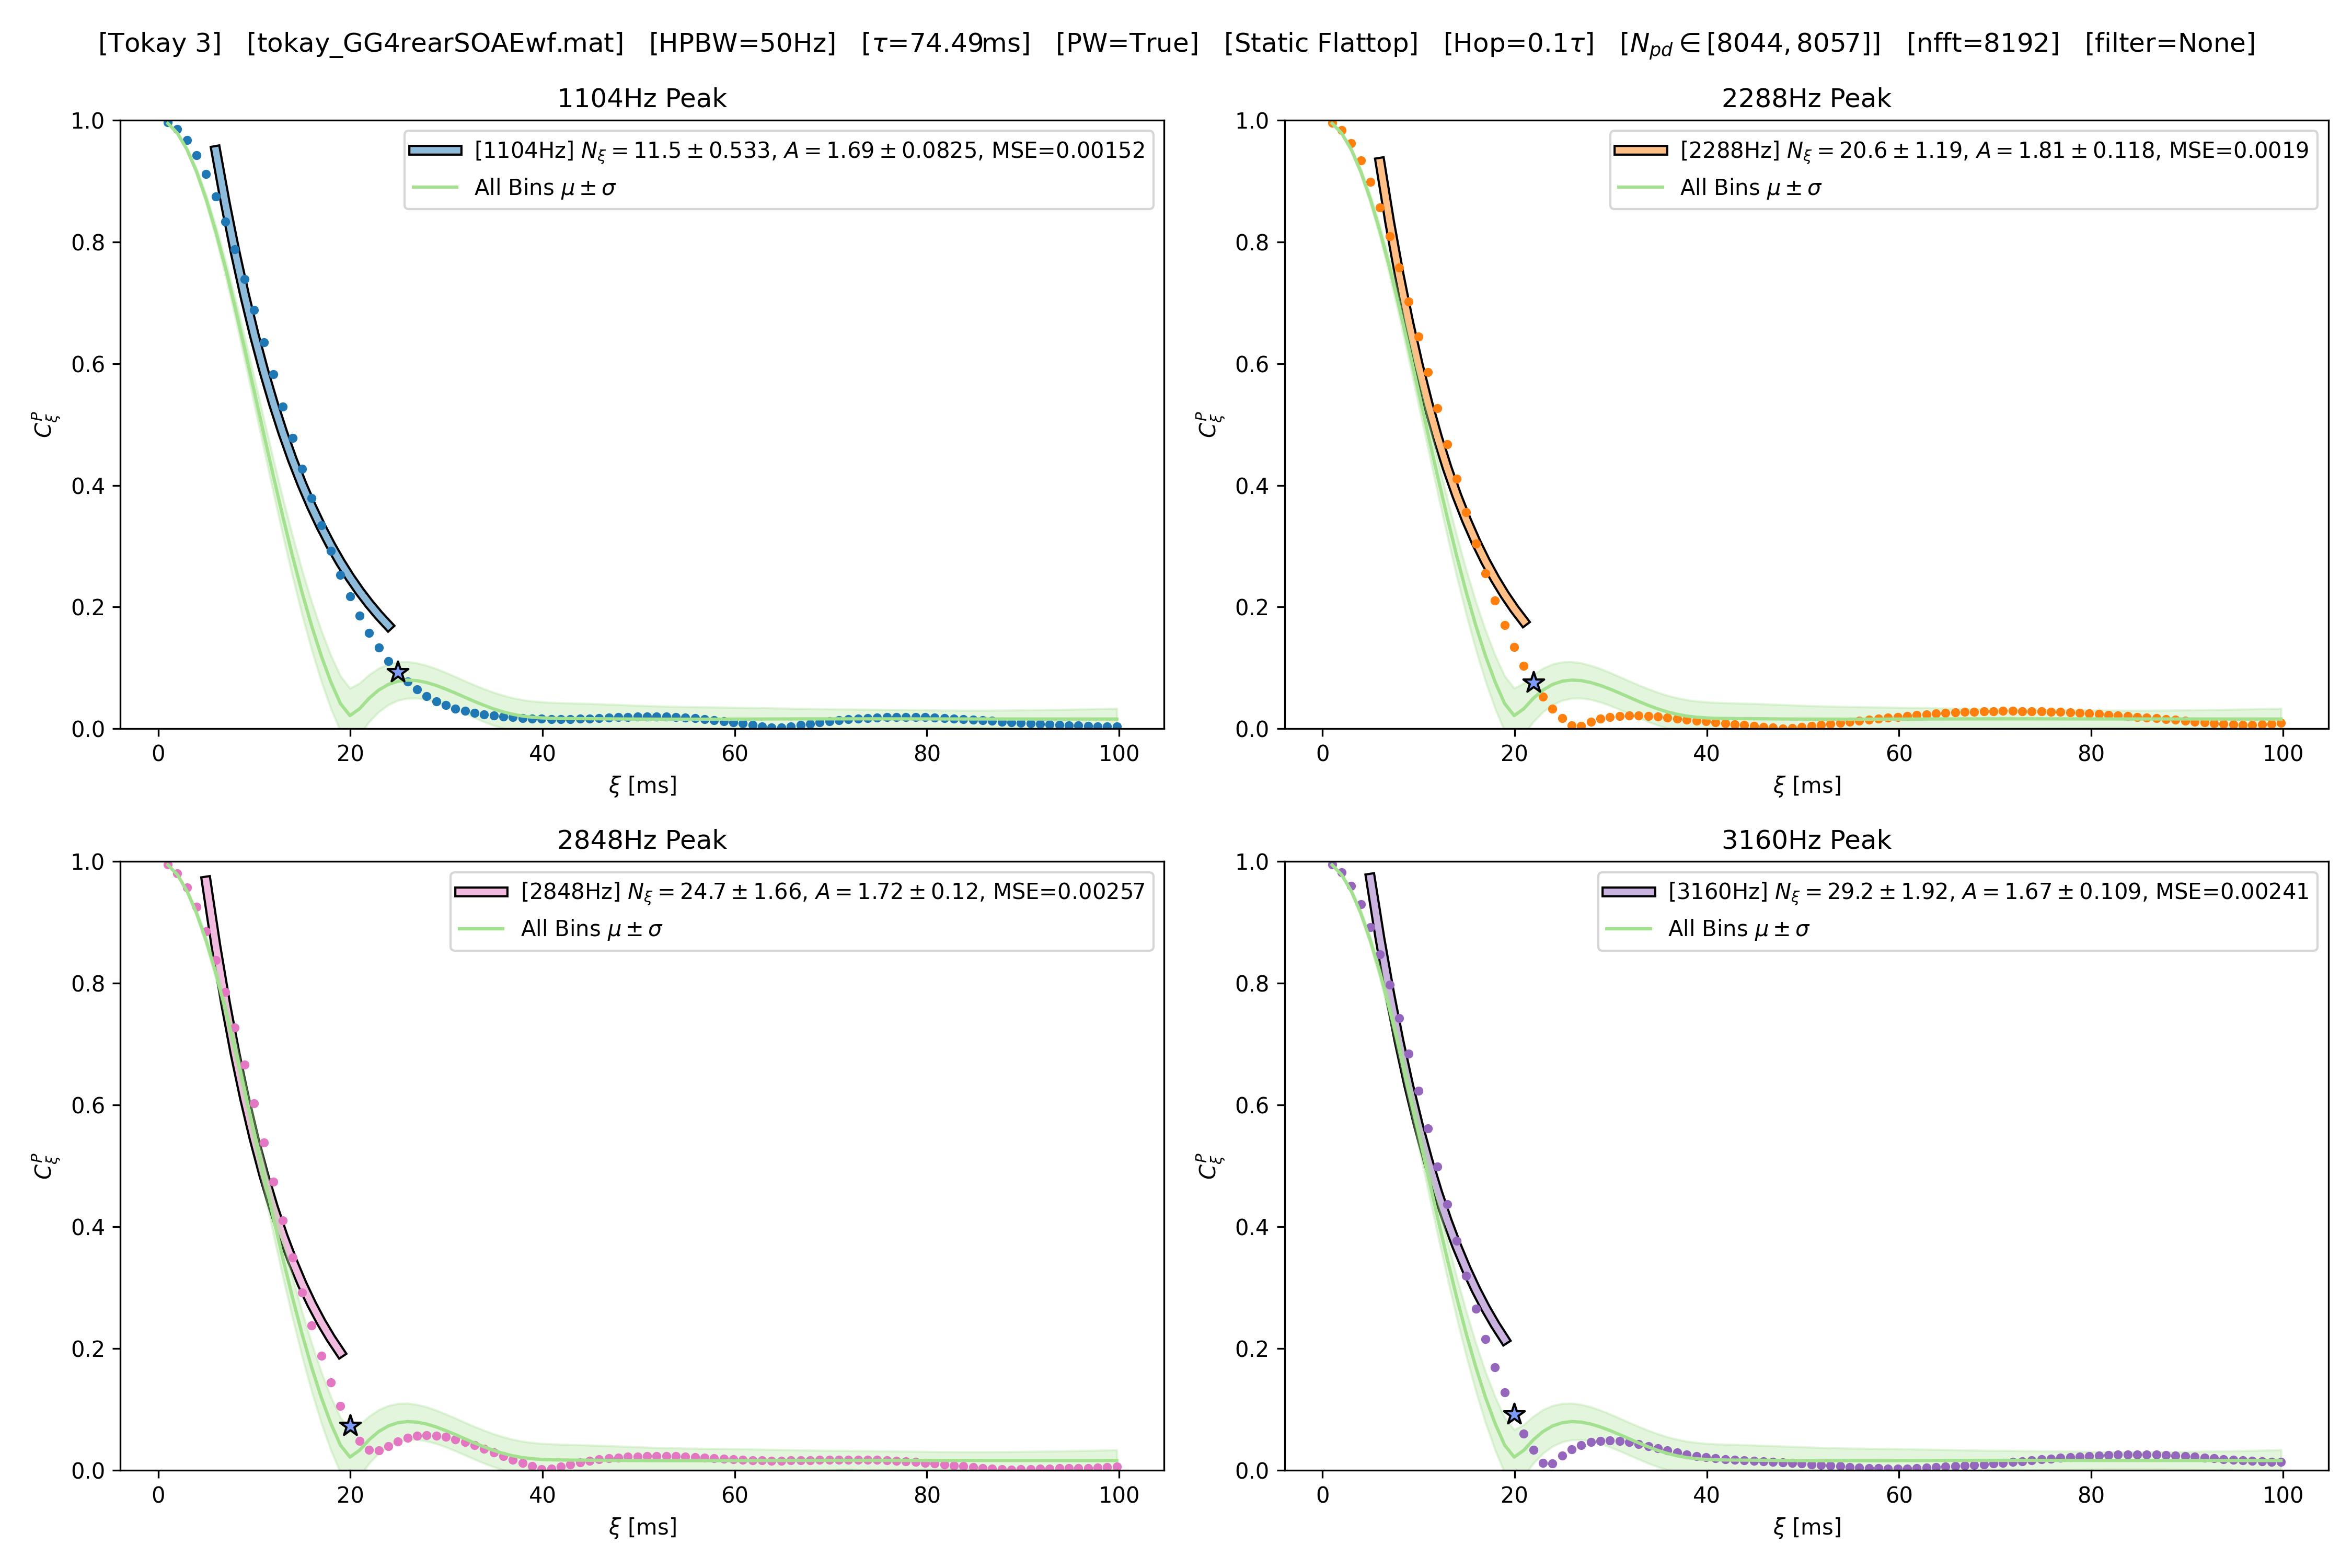 [Tokay 3] [tokay_GG4rearSOAEwf.mat] [HPBW=50Hz] [τ=74.49ms] [PW=True] [Static Flattop] [Hop=0.1τ] [N_pd ∈ [8044, 8057]] [nfft=8192] [filter=None]
1104Hz Peak
[1104Hz] N_ξ = 11.5 ± 0.533, A = 1.69 ± 0.0825, MSE=0.00152
All Bins μ ± σ
1.0
0.8
0.6
0.4
0.2
0.0
C_ξ^P
0 20 40 60 80 100
ξ [ms]
2288Hz Peak
[2288Hz] N_ξ = 20.6 ± 1.19, A = 1.81 ± 0.118, MSE=0.0019
All Bins μ ± σ
1.0
0.8
0.6
0.4
0.2
0.0
C_ξ^P
0 20 40 60 80 100
ξ [ms]
2848Hz Peak
[2848Hz] N_ξ = 24.7 ± 1.66, A = 1.72 ± 0.12, MSE=0.00257
All Bins μ ± σ
1.0
0.8
0.6
0.4
0.2
0.0
C_ξ^P
0 20 40 60 80 100
ξ [ms]
3160Hz Peak
[3160Hz] N_ξ = 29.2 ± 1.92, A = 1.67 ± 0.109, MSE=0.00241
All Bins μ ± σ
1.0
0.8
0.6
0.4
0.2
0.0
C_ξ^P
0 20 40 60 80 100
ξ [ms]